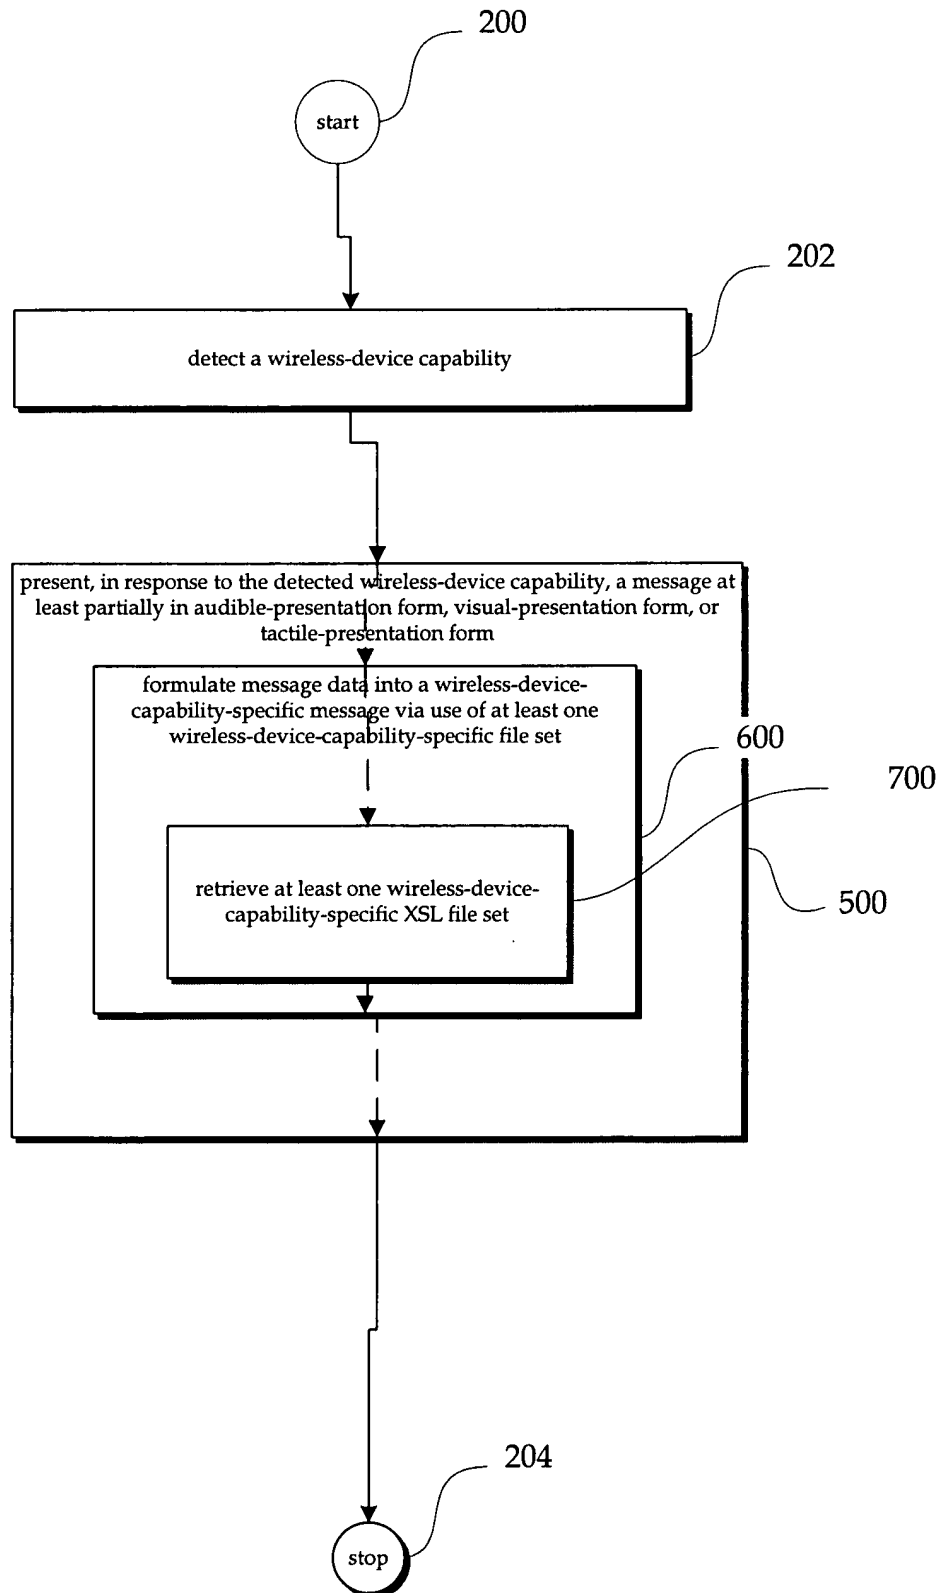 200
start
202
detect a wireless-device capability
present, in response to the detected wireless-device capability, a message at
least partially in audible-presentation form, visual-presentation form, or
tactile-presentation form
formulate message data into a wireless-device-
capability-specific message via use of at least one
wireless-device-capability-specific file set
600
700
retrieve at least one wireless-device-
capability-specific XSL file set
500
204
stop